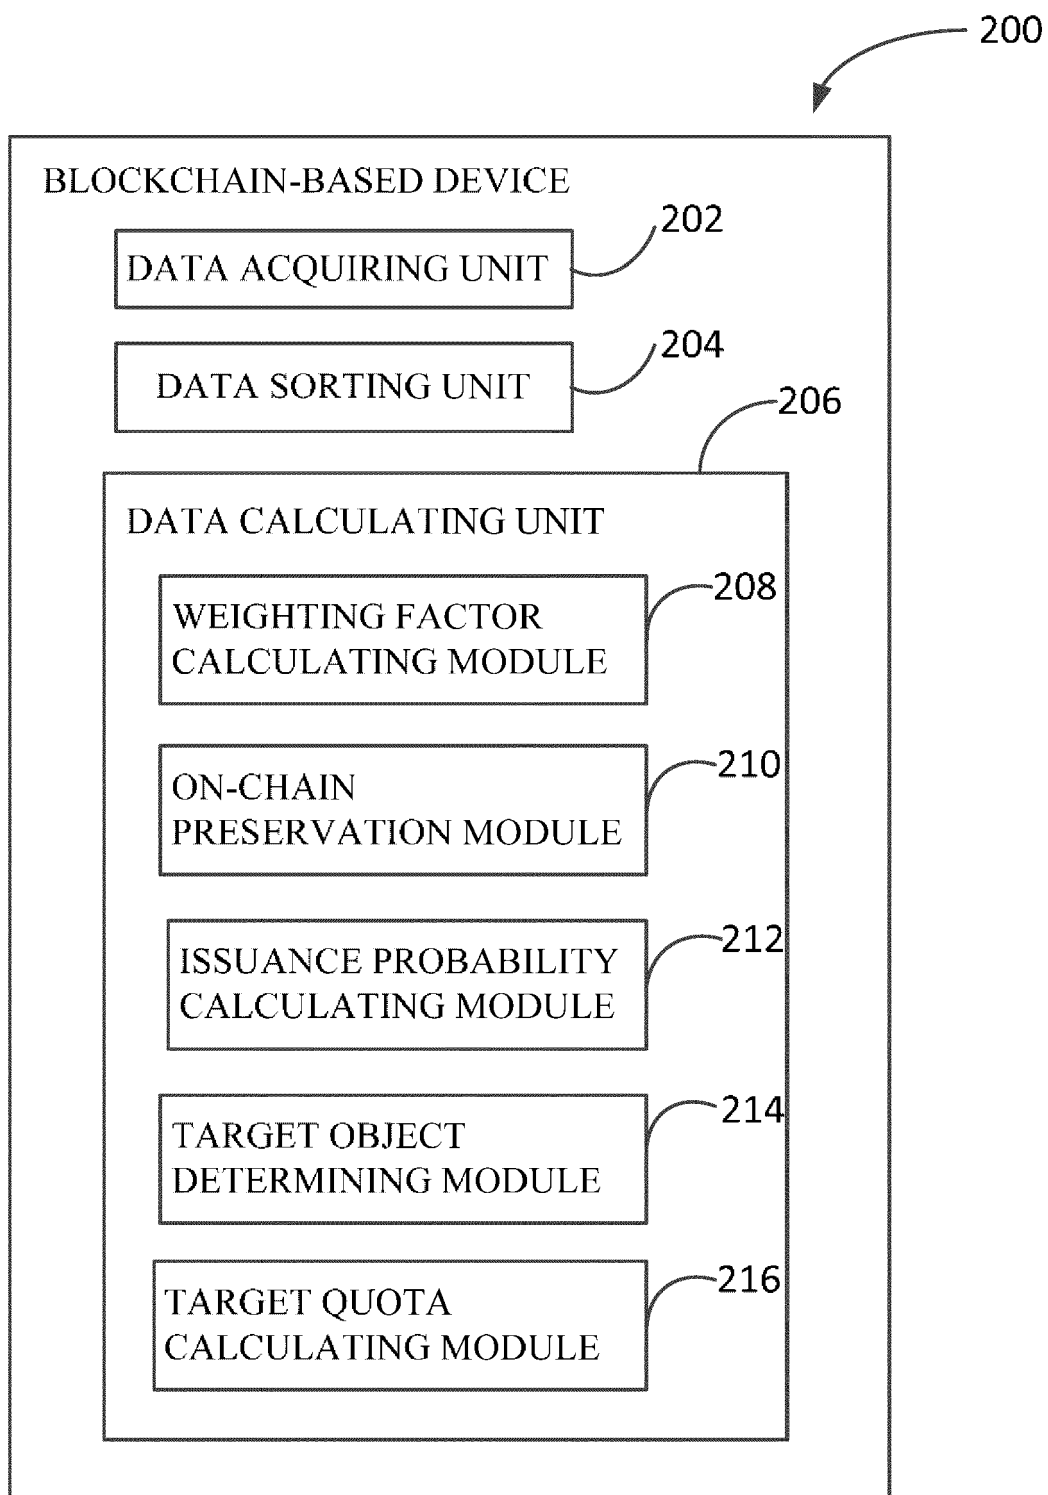 200
BLOCKCHAIN-BASED DEVICE
202
DATA ACQUIRING UNIT
204
DATA SORTING UNIT
206
DATA CALCULATING UNIT
208
WEIGHTING FACTOR
CALCULATING MODULE
210
ON-CHAIN
PRESERVATION MODULE
212
ISSUANCE PROBABILITY
CALCULATING MODULE
214
TARGET OBJECT
DETERMINING MODULE
216
TARGET QUOTA
CALCULATING MODULE